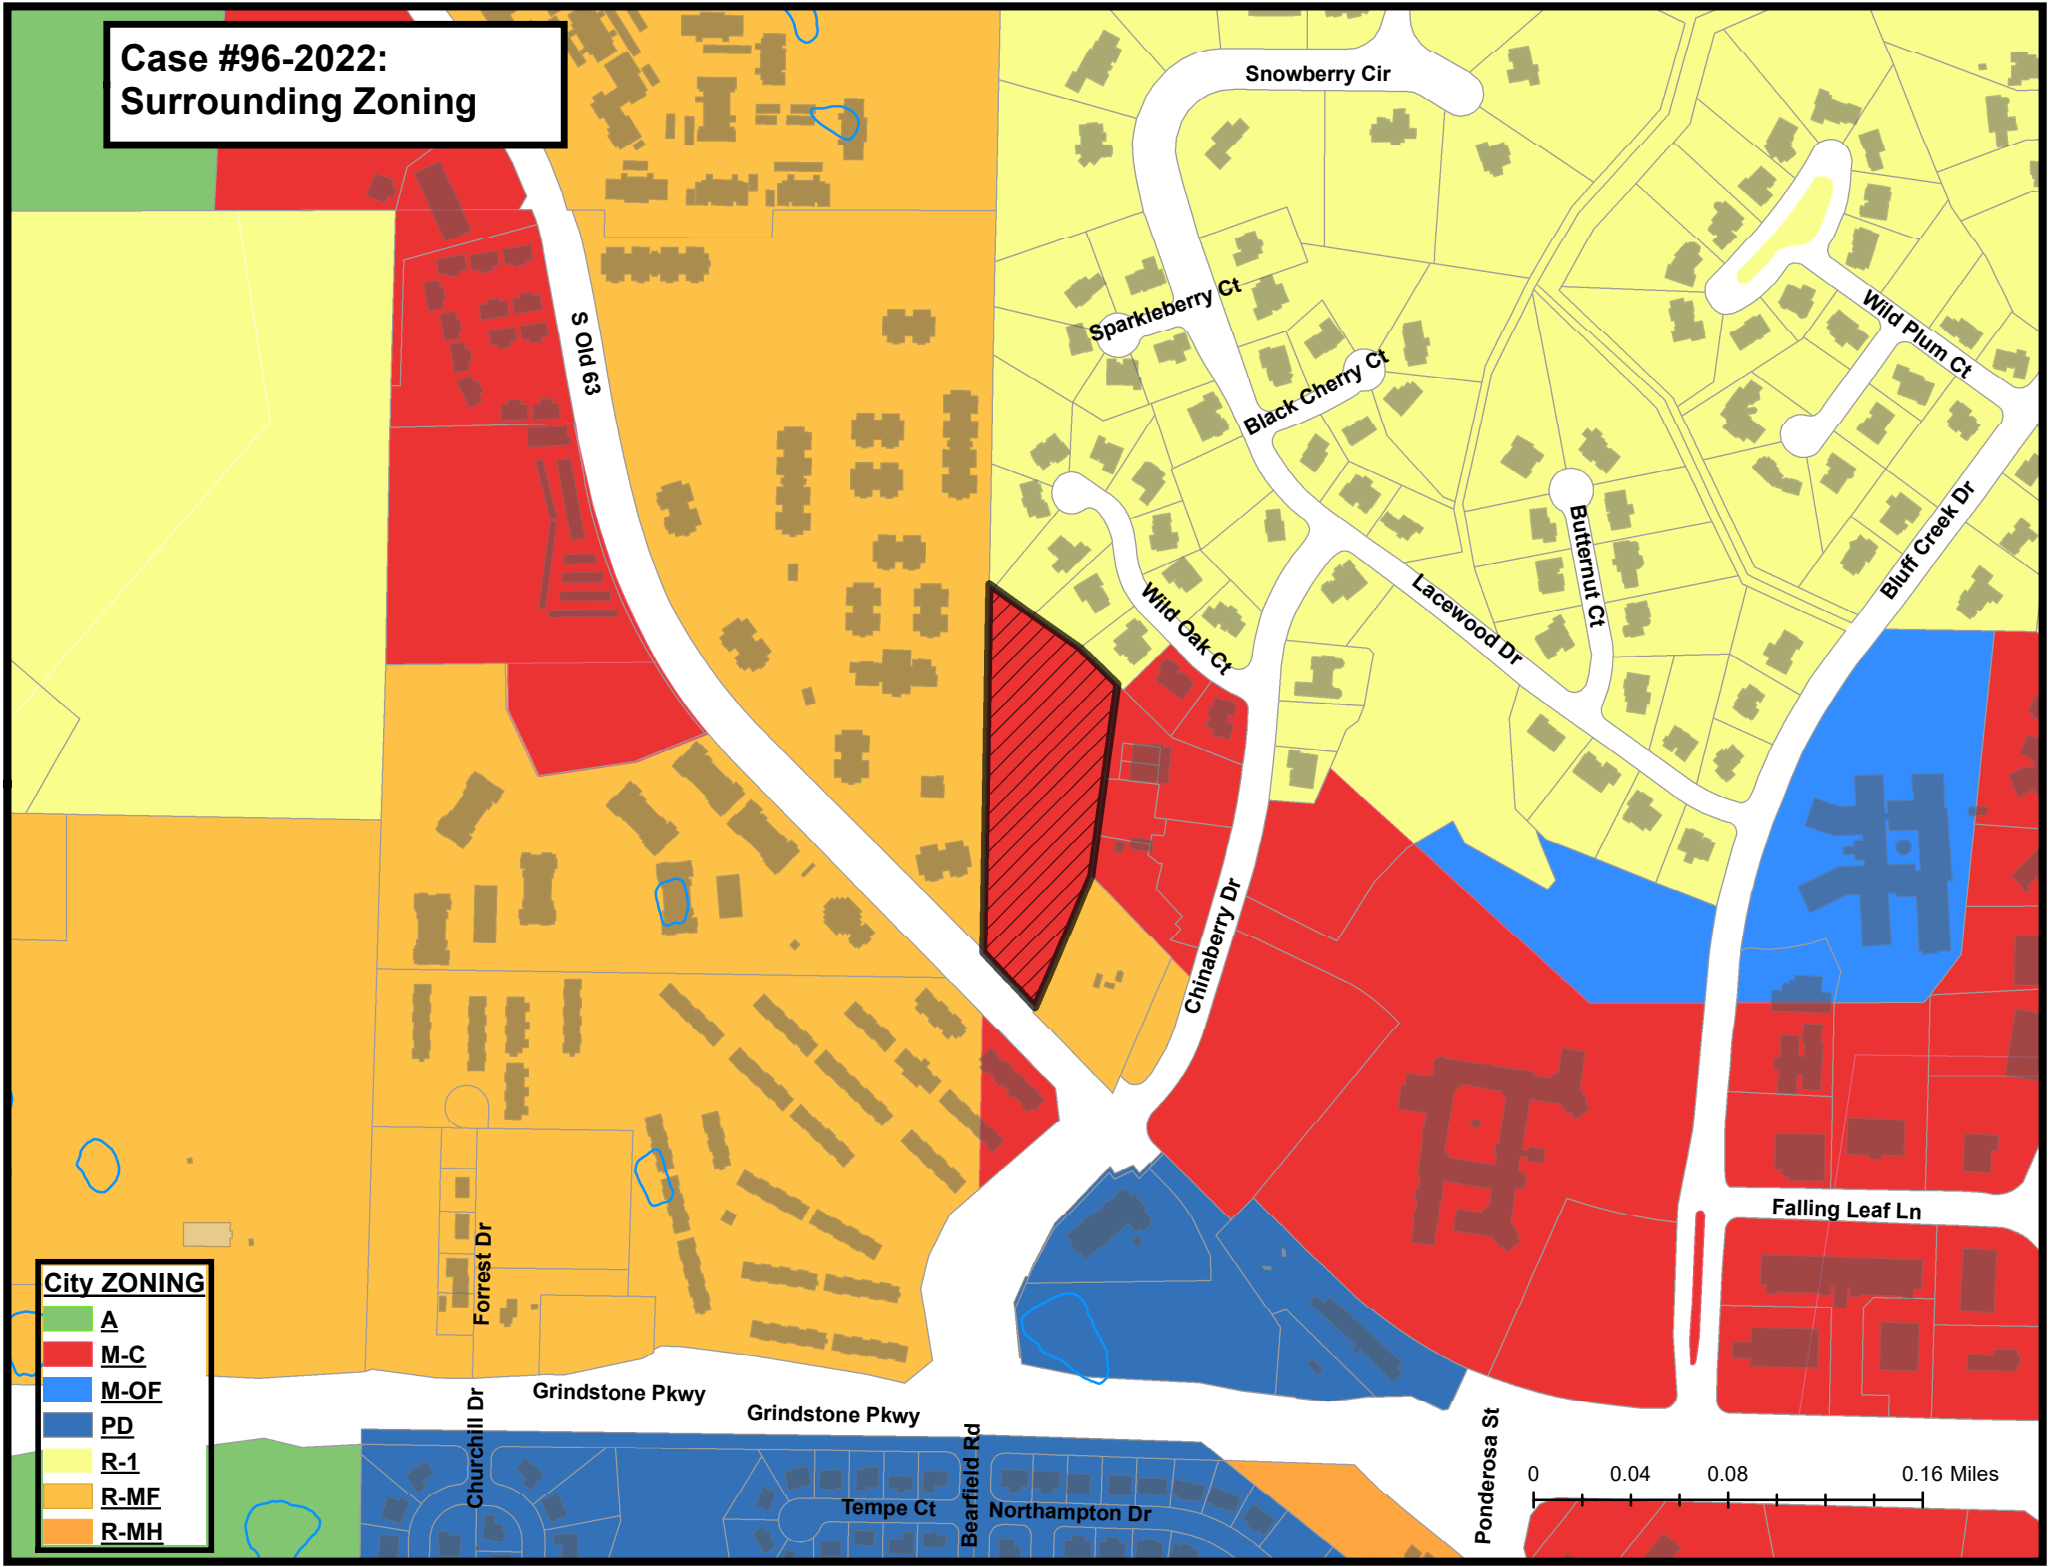 Case #96-2022:
Surrounding Zoning
Snowberry Cir
Sparkleberry Ct
Black Cherry Ct
Wild Plum Ct
S Old 63
Bluff Creek Dr
Butternut Ct
Wild Oak Ct
Lacewood Dr
Chinaberry Dr
Falling Leaf Ln
Forrest Dr
City ZONING
A
M-C
M-OF
PD
R-1
R-MF
R-MH
Grindstone Pkwy
Grindstone Pkwy
Churchill Dr
Bearfield Rd
Ponderosa St
Tempe Ct
Northampton Dr
0 0.04 0.08 0.16 Miles